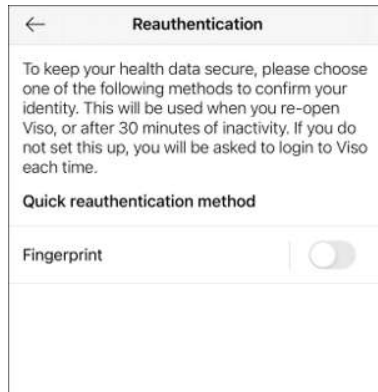 Reauthentication
To keep your health data secure, please choose
one of the following methods to confirm your
identity. This will be used when you re-open
Viso, or after 30 minutes of inactivity. If you do
not set this up, you will be asked to login to Viso
each time.
Quick reauthentication method
Fingerprint